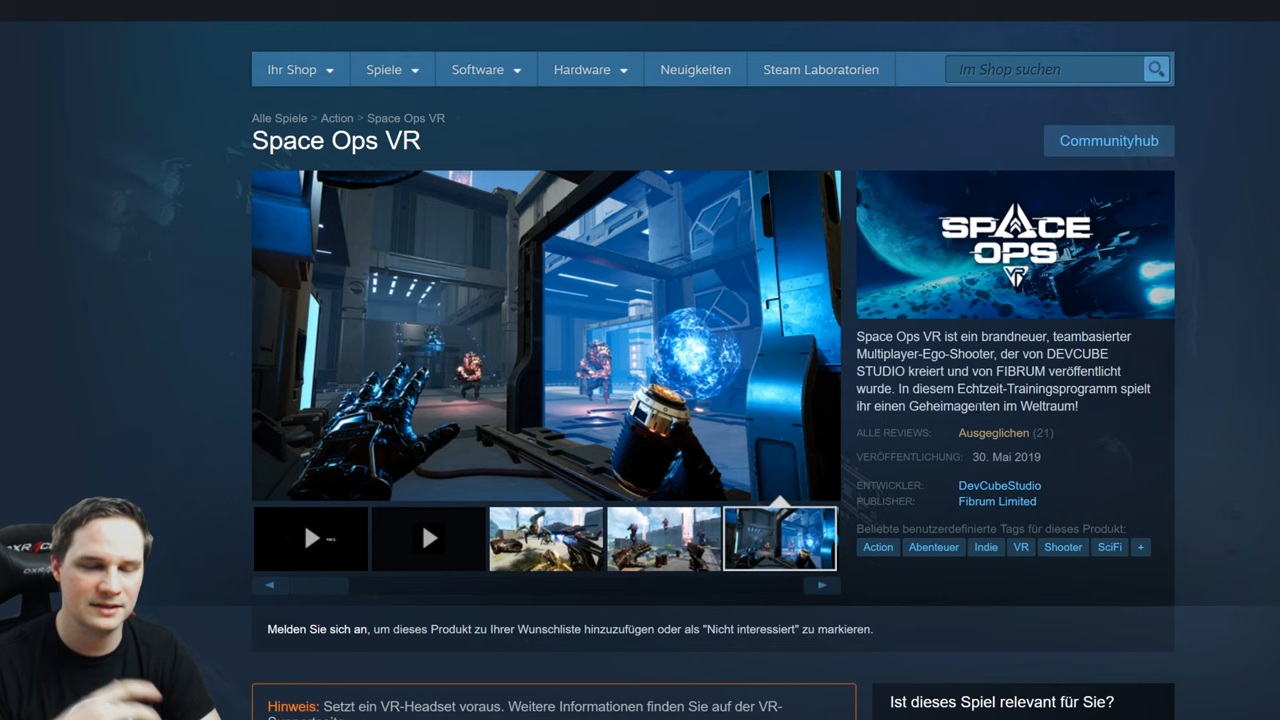 Ihr Shop
Spiele
Software
Hardware
Neuigkeiten
Steam Laboratorien
Im Shop suchen
Alle Spiele > Action > Space Ops VR
Space Ops VR
Communityhub
SPACE
OPS
VR
Space Ops VR ist ein brandneuer, teambasierter
Multiplayer-Ego-Shooter, der von DEVCUBE
STUDIO kreiert und von FIBRUM veröffentlicht
wurde. In diesem Echtzeit-Trainingsprogramm spielt
ihr einen Geheimagenten im Weltraum!
ALLE REVIEWS: Ausgeglichen (21)
VERÖFFENTLICHUNG: 30. Mai 2019
ENTWICKLER: DevCubeStudio
PUBLISHER: Fibrum Limited
Beliebte benutzerdefinierte Tags für dieses Produkt:
Action Abenteuer Indie VR Shooter SciFi +
Melden Sie sich an, um dieses Produkt zu Ihrer Wunschliste hinzuzufügen oder als "Nicht interessiert" zu markieren.
Hinweis: Setzt ein VR-Headset voraus. Weitere Informationen finden Sie auf der VR-
Ist dieses Spiel relevant für Sie?